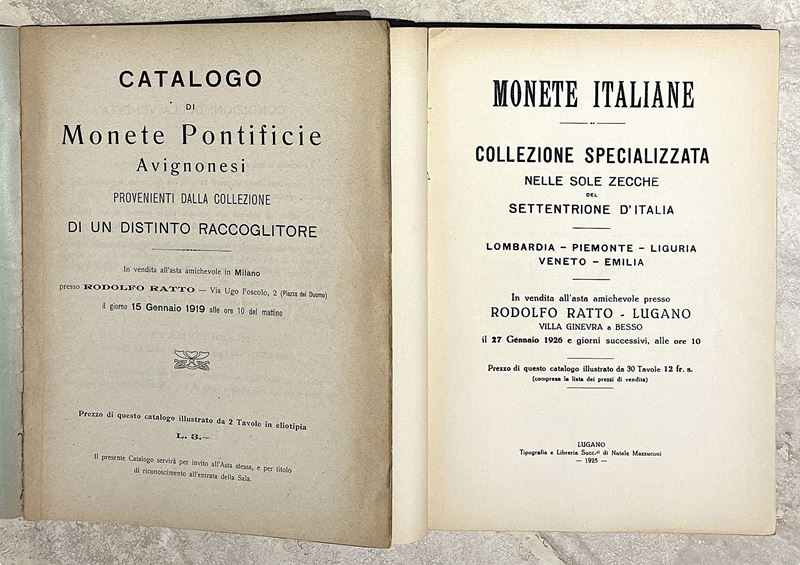 CATALOGO
DI
Monete Pontificie
Avignonesi
PROVENIENTI DALLA COLLEZIONE
DI UN DISTINTO RACCOGLITORE
In vendita all'asta amichevole in Milano
presso RODOLFO RATTO — Via Ugo Foscolo, 2 (Piazza del Duomo)
il giorno 15 Gennaio 1919 alle ore 10 del mattino
Prezzo di questo catalogo illustrato da 2 Tavole in eliotipia
L. 3.—
Il presente Catalogo servirà per invito all'Asta stessa, e per titolo
di riconoscimento all'entrata della Sala.
MONETE ITALIANE
COLLEZIONE SPECIALIZZATA
NELLE SOLE ZECCHE
DEL
SETTENTRIONE D'ITALIA
LOMBARDIA – PIEMONTE – LIGURIA
VENETO – EMILIA
In vendita all'asta amichevole presso
RODOLFO RATTO - LUGANO
VILLA GINEVRA a BESSO
il 27 Gennaio 1926 e giorni successivi, alle ore 10
Prezzo di questo catalogo illustrato da 30 Tavole 12 fr. s.
(compresa la lista dei prezzi di vendita)
LUGANO
Tipografia e Libreria Succ.ri di Natale Mazzuconi
— 1925 —